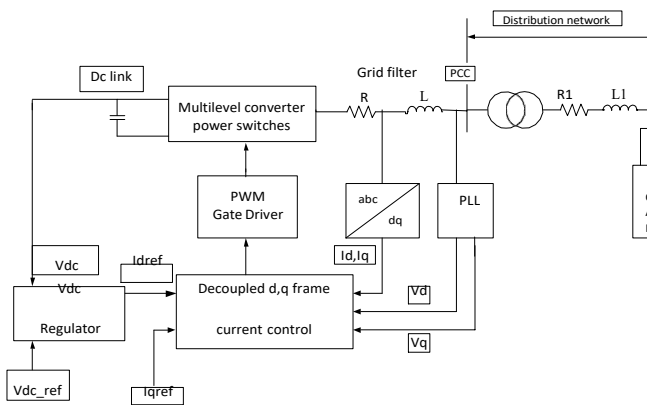 Distribution network
Dc link
Grid filter
PCC
Multilevel converter
power switches
R
L
R1
L1
PWM
Gate Driver
abc
dq
PLL
Vdc
Idref
Id,Iq
Vdc
Regulator
Decoupled d,q frame
current control
Vd
Vq
Vdc_ref
Iqref